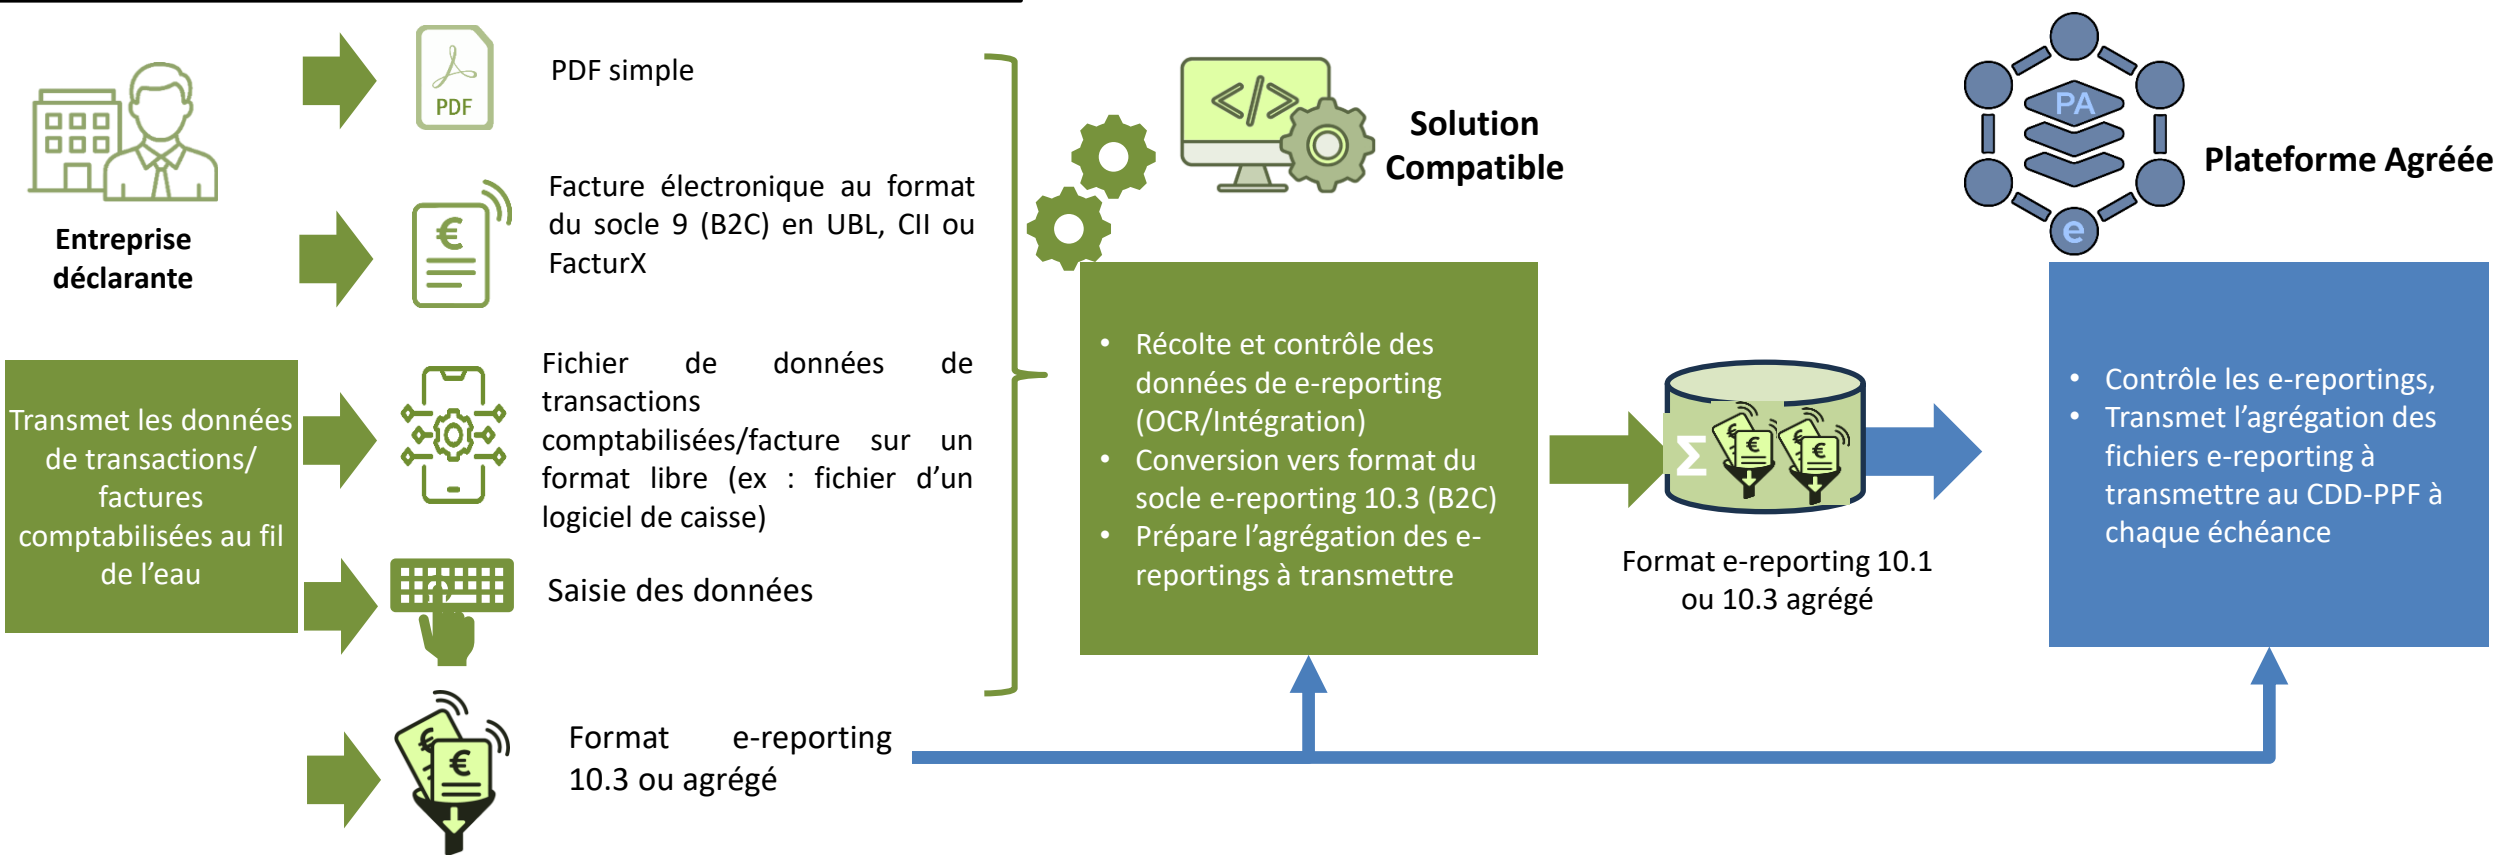 Entreprise
déclarante
Transmet les données
de transactions/
factures
comptabilisées au fil
de l’eau
PDF
PDF simple
€
Facture électronique au format
du socle 9 (B2C) en UBL, CII ou
FacturX
Fichier de données de
transactions
comptabilisées/facture sur un
format libre (ex : fichier d’un
logiciel de caisse)
Saisie des données
€
€
Format e-reporting
10.3 ou agrégé
</>
Solution
Compatible
• Récolte et contrôle des
données de e-reporting
(OCR/Intégration)
• Conversion vers format du
socle e-reporting 10.3 (B2C)
• Prépare l’agrégation des e-
reportings à transmettre
Σ
€
€
€
€
Format e-reporting 10.1
ou 10.3 agrégé
PA
e
Plateforme Agréée
• Contrôle les e-reportings,
• Transmet l’agrégation des
fichiers e-reporting à
transmettre au CDD-PPF à
chaque échéance